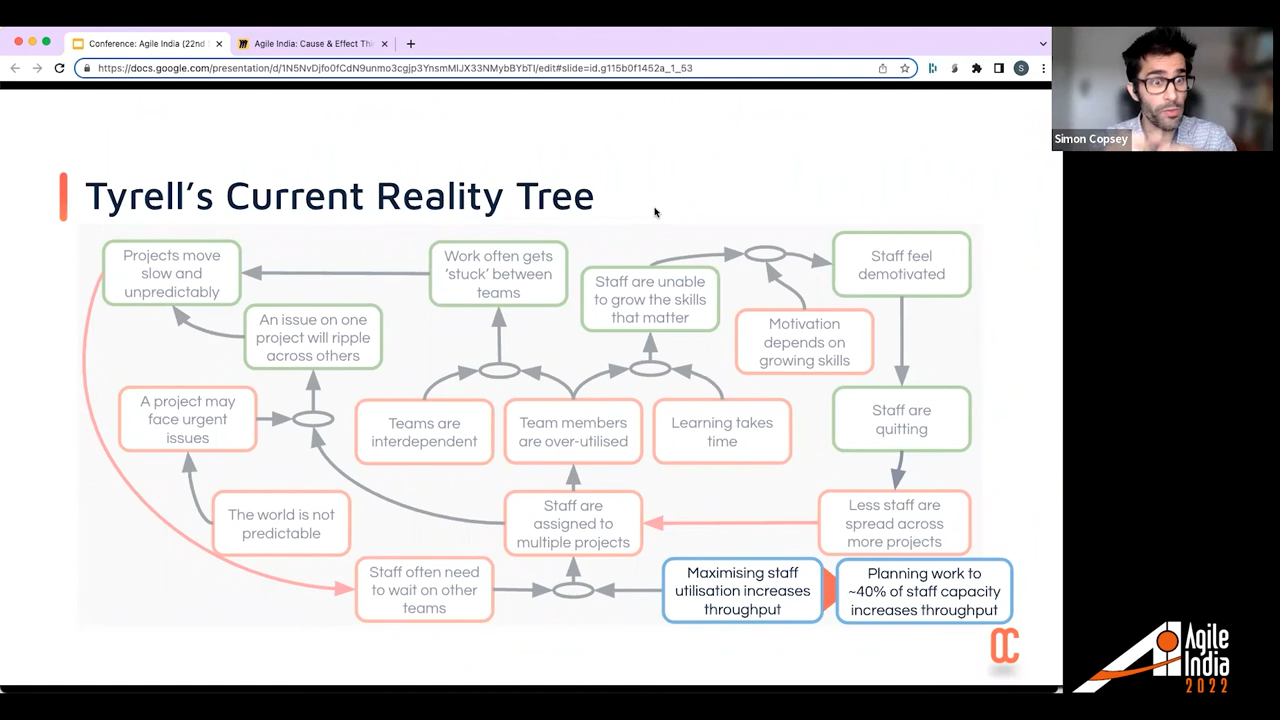 Conference: Agile India (22nd
Agile India: Cause & Effect Thi
https://docs.google.com/presentation/d/1N5NvDjfo0fCdN9unmo3cgjp3YnsmMlJX33NMybBYbTI/edit#slide=id.g115b0f1452a_1_53
S
Simon Copsey
Tyrell's Current Reality Tree
Projects move
slow and
unpredictably
Work often gets
'stuck' between
teams
Staff are unable
to grow the skills
that matter
Staff feel
demotivated
An issue on one
project will ripple
across others
Motivation
depends on
growing skills
A project may
face urgent
issues
Teams are
interdependent
Team members
are over-utilised
Learning takes
time
Staff are
quitting
The world is not
predictable
Staff are
assigned to
multiple projects
Less staff are
spread across
more projects
Staff often need
to wait on other
teams
Maximising staff
utilisation increases
throughput
Planning work to
~40% of staff capacity
increases throughput
OC
Agile
India
2022